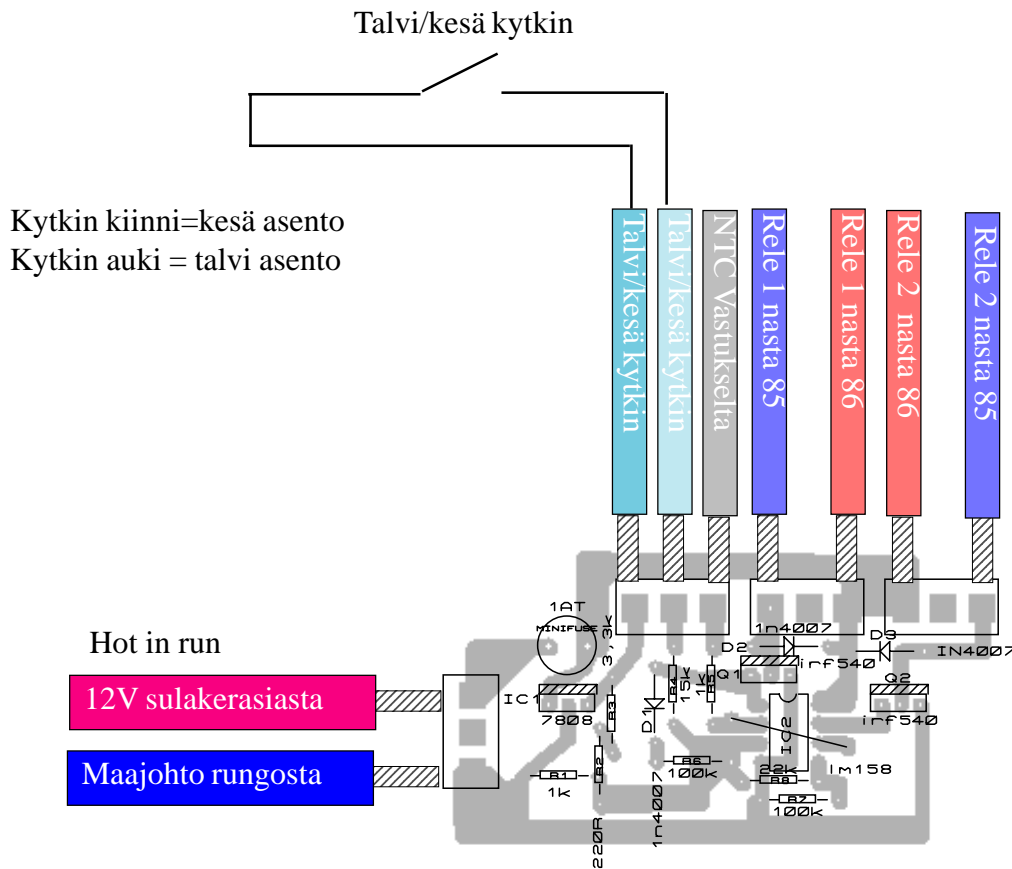 Talvi/kesä kytkin
Kytkin kiinni=kesä asento
Kytkin auki = talvi asento
Talvi/kesä kytkin
Talvi/kesä kytkin
NTC Vastukselta
Rele 1 nasta 85
Rele 1 nasta 86
Rele 2 nasta 86
Rele 2 nasta 85
Hot in run
12V sulakerasiasta
Maajohto rungosta
1AT
MINIFUSE
3,3k
IC1
7808
R3
R4
15k
R5
1k
D1
D2
1n4007
Q1
irf540
D3
IN4007
Q2
irf540
IC2
lm158
R1
1k
R2
220R
1n4007
R6
100k
22k
R8
R7
100k